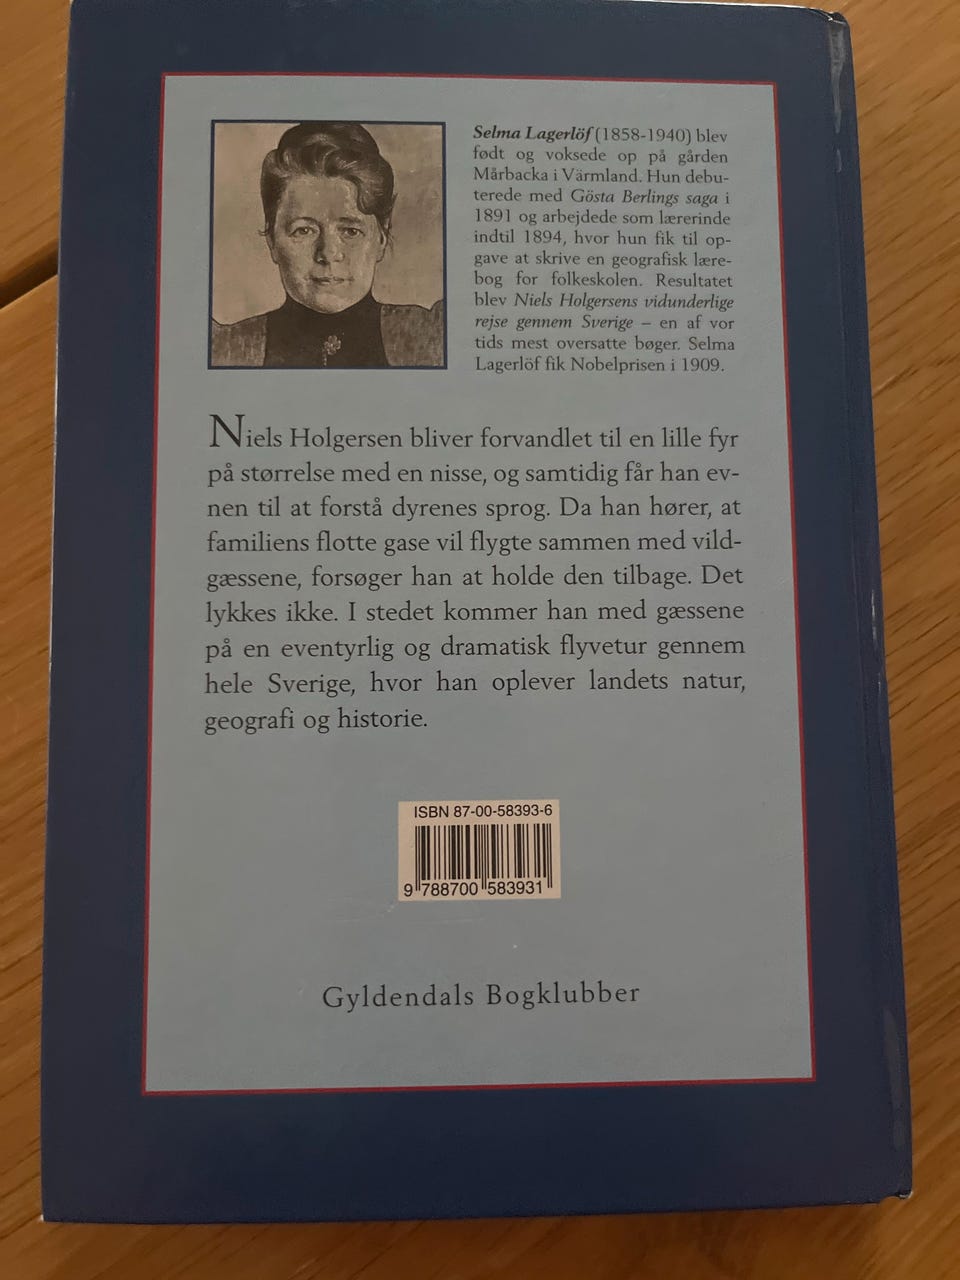 Selma Lagerlöf (1858-1940) blev
født og voksede op på gården
Mårbacka i Värmland. Hun debu-
terede med Gösta Berlings saga i
1891 og arbejdede som lærerinde
indtil 1894, hvor hun fik til op-
gave at skrive en geografisk lære-
bog for folkeskolen. Resultatet
blev Niels Holgersens vidunderlige
rejse gennem Sverige – en af vor
tids mest oversatte bøger. Selma
Lagerlöf fik Nobelprisen i 1909.
Niels Holgersen bliver forvandlet til en lille fyr
på størrelse med en nisse, og samtidig får han ev-
nen til at forstå dyrenes sprog. Da han hører, at
familiens flotte gase vil flygte sammen med vild-
gæssene, forsøger han at holde den tilbage. Det
lykkes ikke. I stedet kommer han med gæssene
på en eventyrlig og dramatisk flyvetur gennem
hele Sverige, hvor han oplever landets natur,
geografi og historie.
ISBN 87-00-58393-6
9 788700 583931
Gyldendals Bogklubber